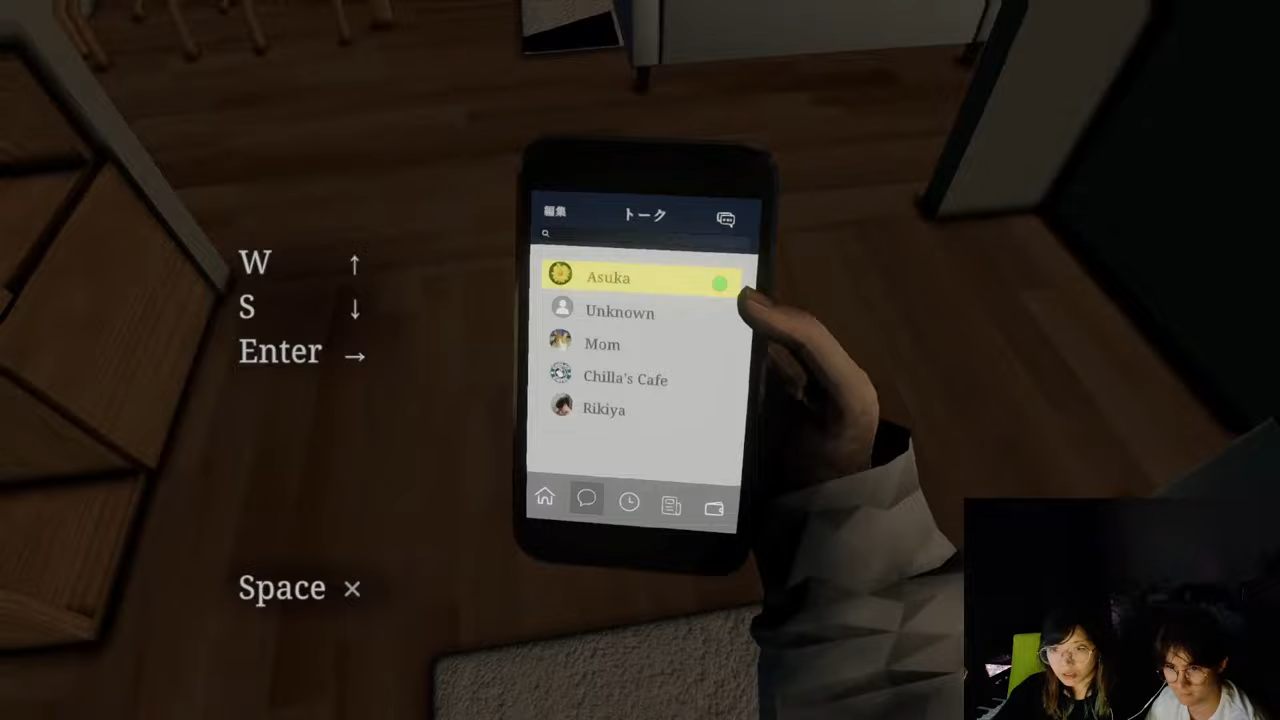 編集 トーク
Asuka
Unknown
Mom
Chilla's Cafe
Rikiya
W ↑
S ↓
Enter →
Space ×